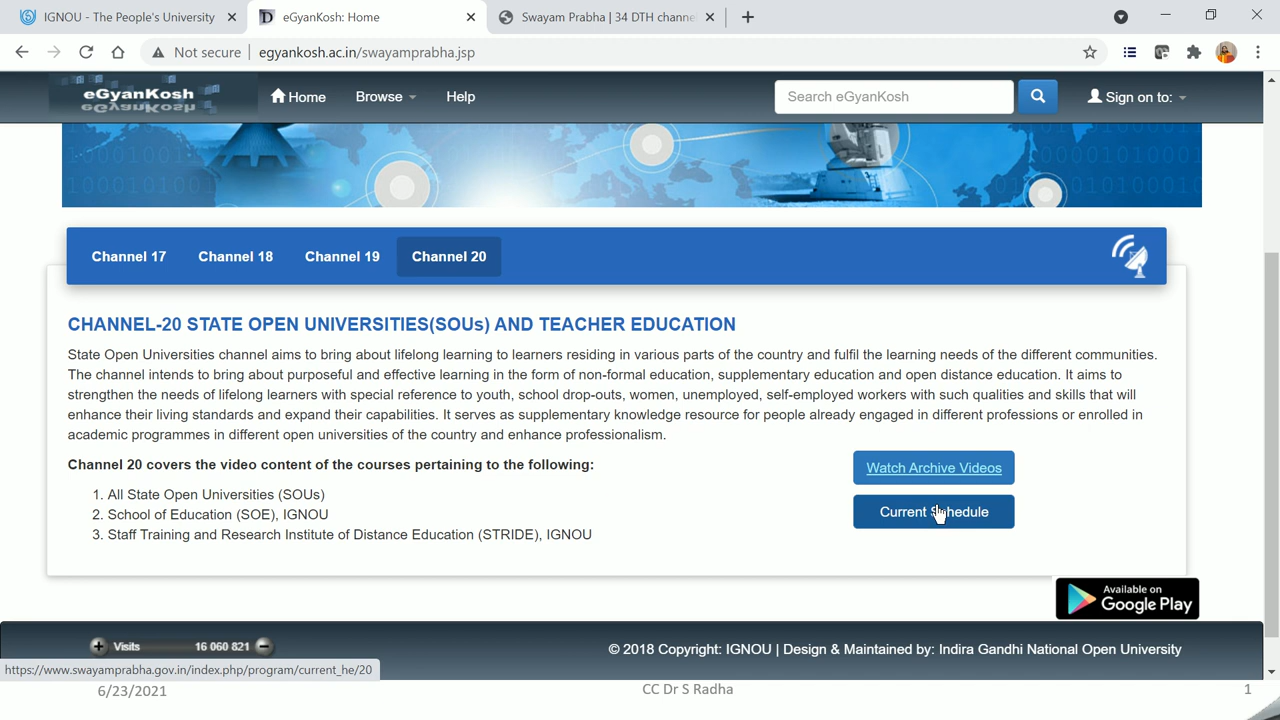 IGNOU - The People's University
eGyanKosh: Home
Swayam Prabha | 34 DTH channe
Not secure
egyankosh.ac.in/swayamprabha.jsp
eGyanKosh
Home
Browse
Help
Search eGyanKosh
Sign on to:
Channel 17
Channel 18
Channel 19
Channel 20
CHANNEL-20 STATE OPEN UNIVERSITIES(SOUs) AND TEACHER EDUCATION
State Open Universities channel aims to bring about lifelong learning to learners residing in various parts of the country and fulfil the learning needs of the different communities.
The channel intends to bring about purposeful and effective learning in the form of non-formal education, supplementary education and open distance education. It aims to
strengthen the needs of lifelong learners with special reference to youth, school drop-outs, women, unemployed, self-employed workers with such qualities and skills that will
enhance their living standards and expand their capabilities. It serves as supplementary knowledge resource for people already engaged in different professions or enrolled in
academic programmes in different open universities of the country and enhance professionalism.
Channel 20 covers the video content of the courses pertaining to the following:
1. All State Open Universities (SOUs)
2. School of Education (SOE), IGNOU
3. Staff Training and Research Institute of Distance Education (STRIDE), IGNOU
Watch Archive Videos
Current Schedule
Available on
Google Play
Visits 16 060 821
© 2018 Copyright: IGNOU | Design & Maintained by: Indira Gandhi National Open University
https://www.swayamprabha.gov.in/index.php/program/current_he/20
6/23/2021
CC Dr S Radha
1